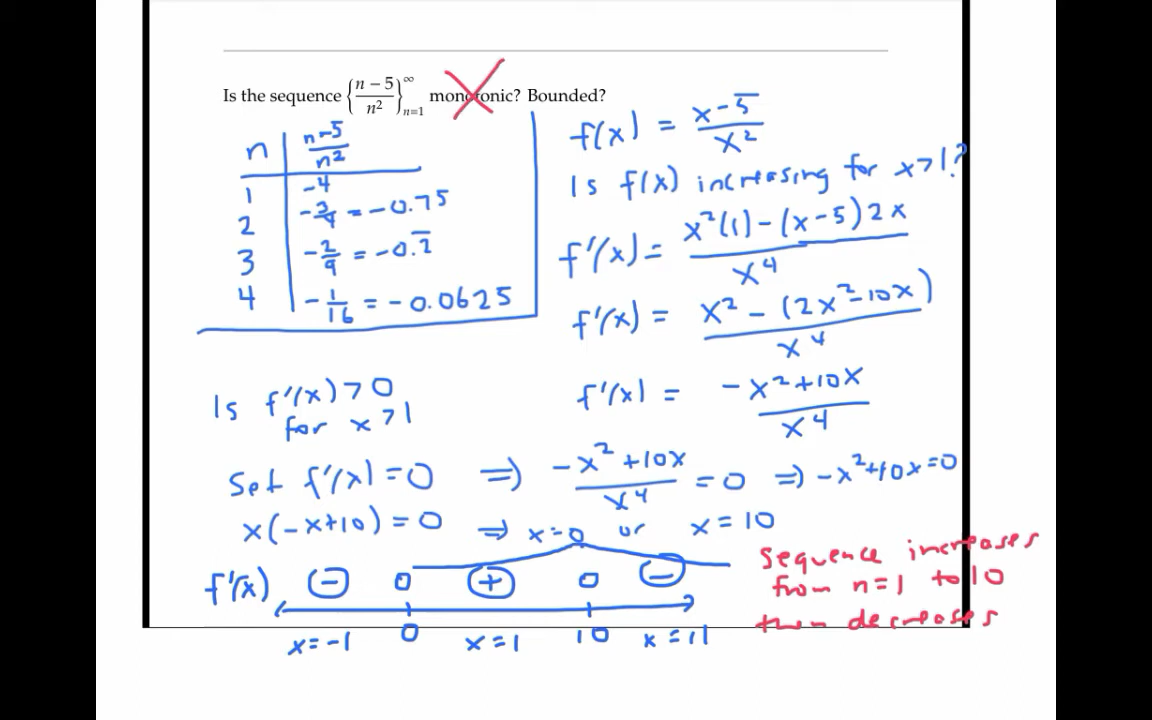 Is the sequence {n − 5 / n²}^∞_{n=1} monotonic? Bounded?
n | n-5/n²
1 | -4
2 | -3/4 = -0.75
3 | -2/9 = -0.2̅
4 | -1/16 = -0.0625
f(x) = x-5/x²
Is f(x) increasing for x>1?
f'(x) = x²(1) - (x-5)2x / x⁴
f'(x) = x² - (2x²-10x) / x⁴
f'(x) = -x²+10x / x⁴
Is f'(x)>0
for x>1
Set f'(x)=0 ⇒ -x²+10x / x⁴ = 0 ⇒ -x²+10x=0
x(-x+10) = 0 ⇒ x=0 or x=10
f'(x) (-) 0 (+) 0 (-)
x=-1 0 x=1 10 x=11
Sequence increases
from n=1 to 10
then decreases